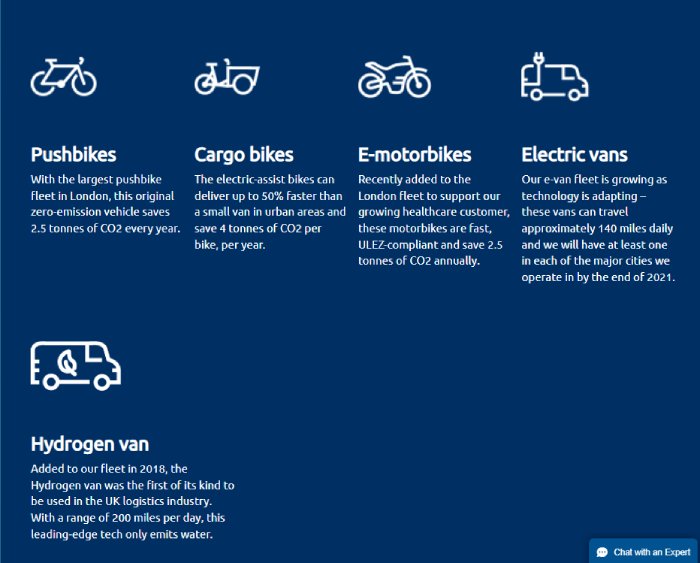 Pushbikes
With the largest pushbike
fleet in London, this original
zero-emission vehicle saves
2.5 tonnes of CO2 every year.
Cargo bikes
The electric-assist bikes can
deliver up to 50% faster than
a small van in urban areas and
save 4 tonnes of CO2 per
bike, per year.
E-motorbikes
Recently added to the
London fleet to support our
growing healthcare customer,
these motorbikes are fast,
ULEZ-compliant and save 2.5
tonnes of CO2 annually.
Electric vans
Our e-van fleet is growing as
technology is adapting –
these vans can travel
approximately 140 miles daily
and we will have at least one
in each of the major cities we
operate in by the end of 2021.
Hydrogen van
Added to our fleet in 2018, the
Hydrogen van was the first of its kind to
be used in the UK logistics industry.
With a range of 200 miles per day, this
leading-edge tech only emits water.
Chat with an Expert